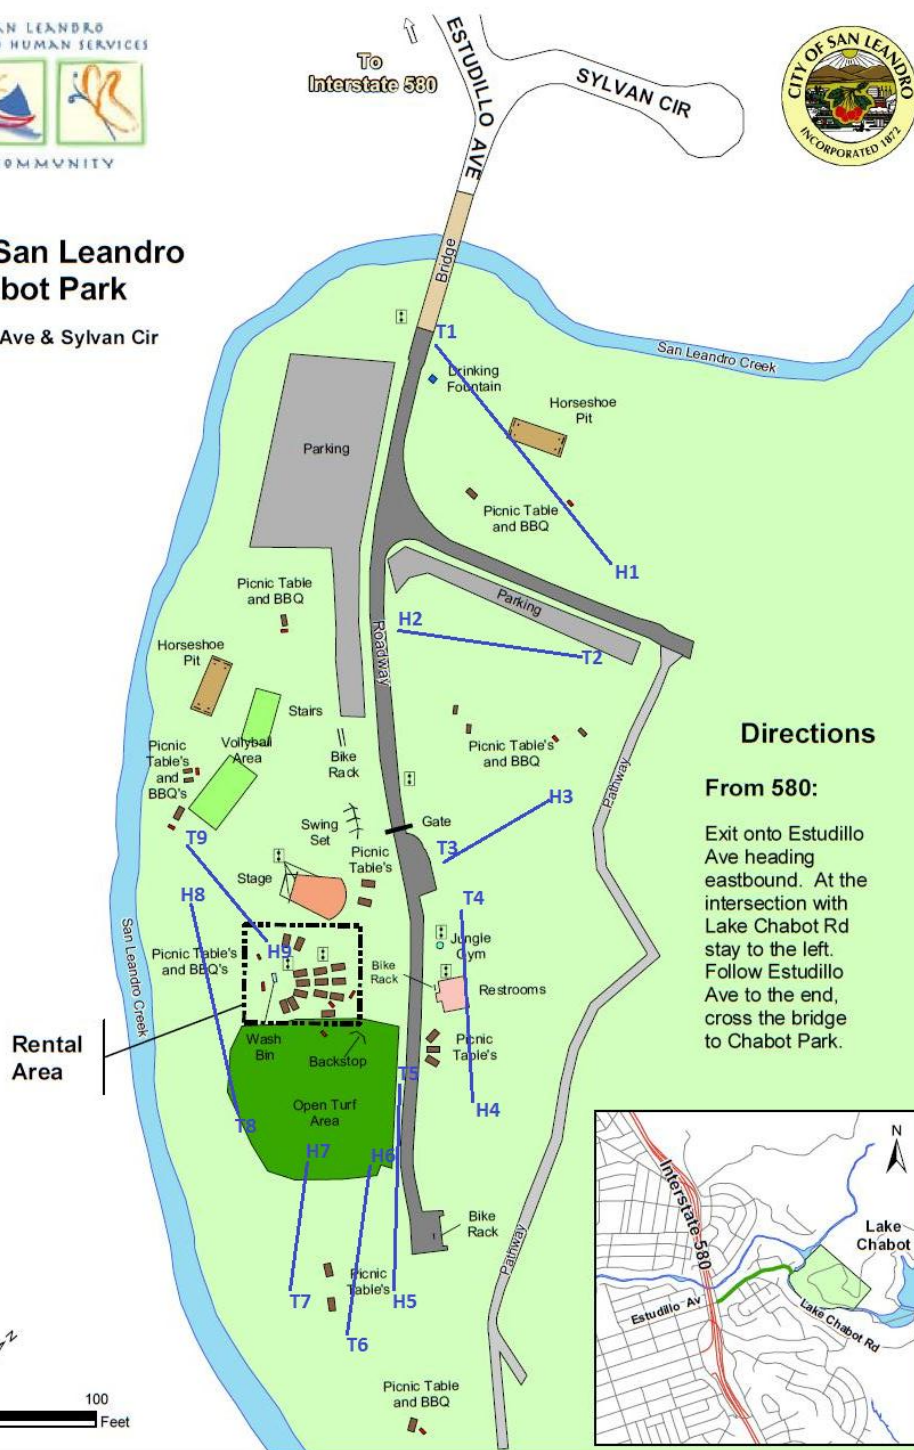 AN LEANDRO
HUMAN SERVICES
OMMUNITY
To
Interstate 580
ESTUDILLO AVE
SYLVAN CIR
CITY OF SAN LEANDRO
INCORPORATED 1872
San Leandro
bot Park
Ave & Sylvan Cir
Bridge
San Leandro Creek
T1
Drinking
Fountain
Horseshoe
Pit
Parking
Picnic Table
and BBQ
H1
Picnic Table
and BBQ
Parking
H2
Roadway
T2
Horseshoe
Pit
Stairs
Vollyball
Area
Picnic
Table's
and
BBQ's
Bike
Rack
Picnic Table's
and BBQ
Pathway
H3
Gate
Swing
Set
T9
T3
Picnic
Table's
Stage
H8
T4
Jungle
Gym
H9
Picnic Table's
and BBQ's
San Leandro Creek
Bike
Rack
Restrooms
Rental
Area
Wash
Bin
Backstop
Picnic
Table's
T5
Open Turf
Area
H4
T8
H7
H6
Bike
Rack
Pathway
Picnic
Table's
T7
H5
T6
Picnic Table
and BBQ
Directions
From 580:
Exit onto Estudillo
Ave heading
eastbound. At the
intersection with
Lake Chabot Rd
stay to the left.
Follow Estudillo
Ave to the end,
cross the bridge
to Chabot Park.
N
Interstate 580
Lake
Chabot
Estudillo Av
Lake Chabot Rd
N
100
Feet